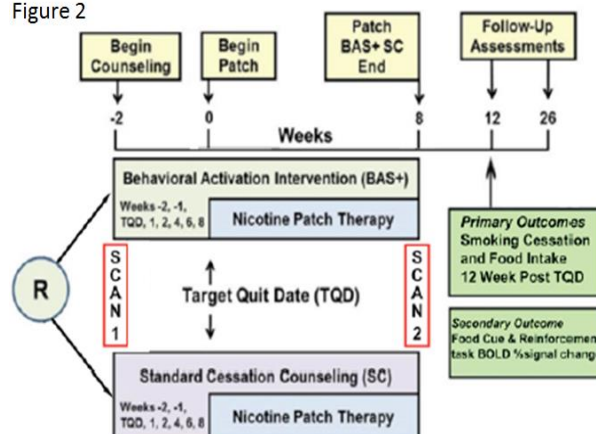 Figure 2
Begin
Counseling
Begin
Patch
Patch
BAS+ SC
End
Follow-Up
Assessments
-2
0
8
12
26
Weeks
Behavioral Activation Intervention (BAS+)
Weeks -2, -1,
TQD, 1, 2, 4, 6, 8
Nicotine Patch Therapy
R
SCAN 1
Target Quit Date (TQD)
SCAN 2
Primary Outcomes
Smoking Cessation
and Food Intake
12 Week Post TQD
Secondary Outcome
Food Cue & Reinforcement
task BOLD %signal change
Standard Cessation Counseling (SC)
Weeks -2, -1,
TQD, 1, 2, 4, 6, 8
Nicotine Patch Therapy